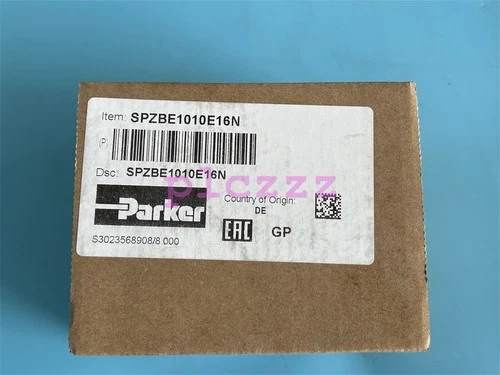 Item: SPZBE1010E16N
(P)
Dsc: SPZBE1010E16N
plczzz
Parker
Country of Origin:
DE
EAC GP
S3023568908/8 000